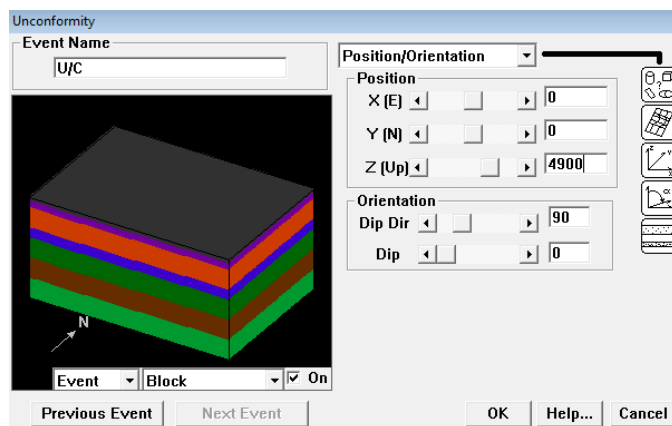 Unconformity
Event Name
U/C
Position/Orientation
Position
X (E)
0
Y (N)
0
Z (Up)
4900
Orientation
Dip Dir
90
Dip
0
N
Event
Block
On
Previous Event
Next Event
OK
Help...
Cancel